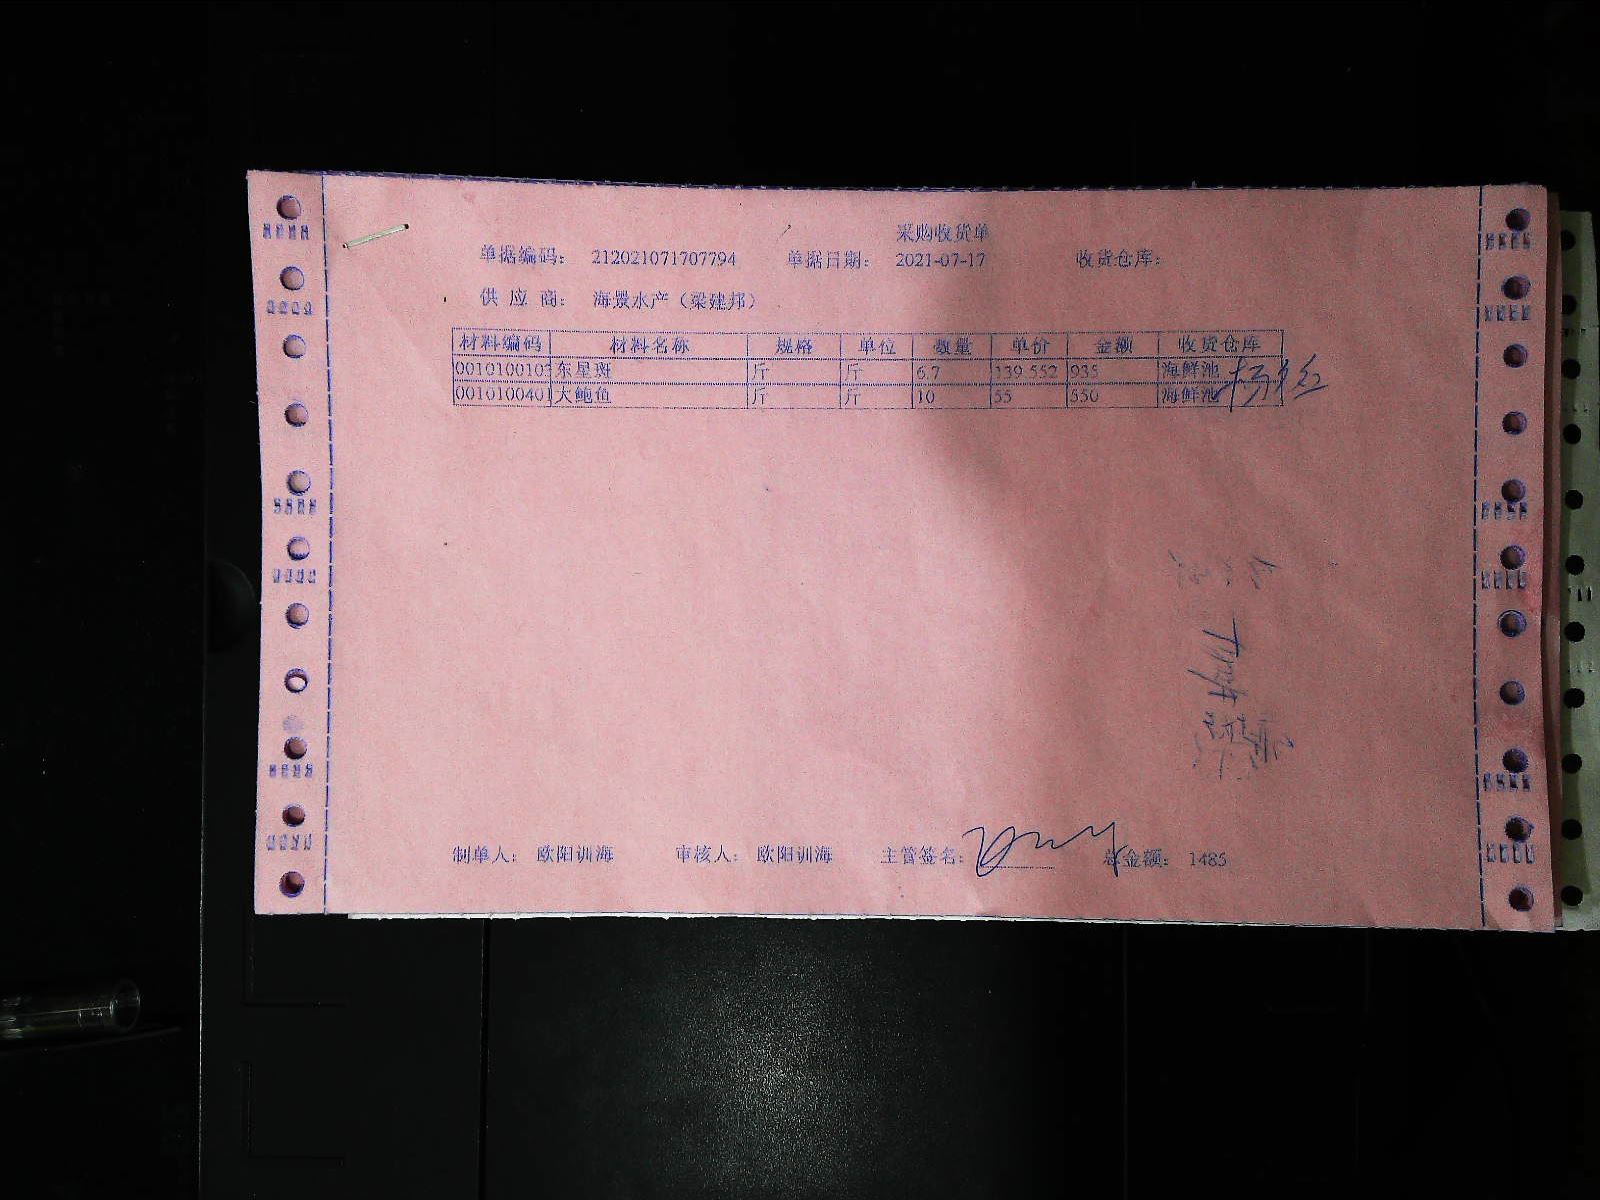 采购收货单
单据编码： 212021071707794 单据日期： 2021-07-17 收货仓库：
供 应 商： 海景水产（梁建邦）
材料编码 材料名称 规格 单位 数量 单价 金额 收货仓库
0010100103 东星斑 斤 斤 6.7 139.552 935 海鲜池
0010100401 大鲍鱼 斤 斤 10 55 550 海鲜池
制单人： 欧阳训海 审核人： 欧阳训海 主管签名： 总金额： 1485